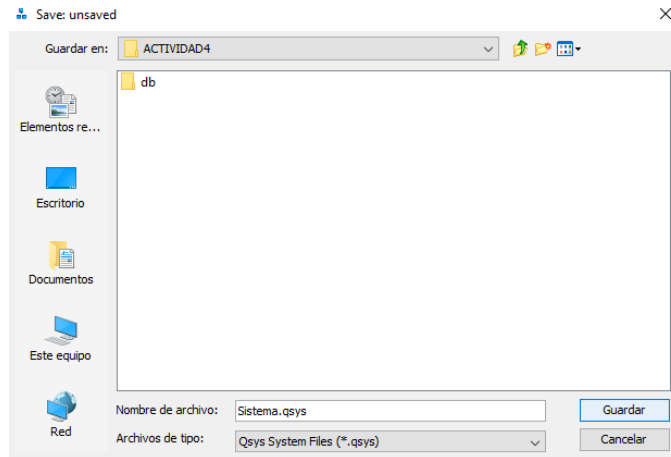 Save: unsaved
Guardar en:
ACTIVIDAD4
db
Elementos re...
Escritorio
Documentos
Este equipo
Red
Nombre de archivo:
Sistema.qsys
Guardar
Archivos de tipo:
Qsys System Files (*.qsys)
Cancelar